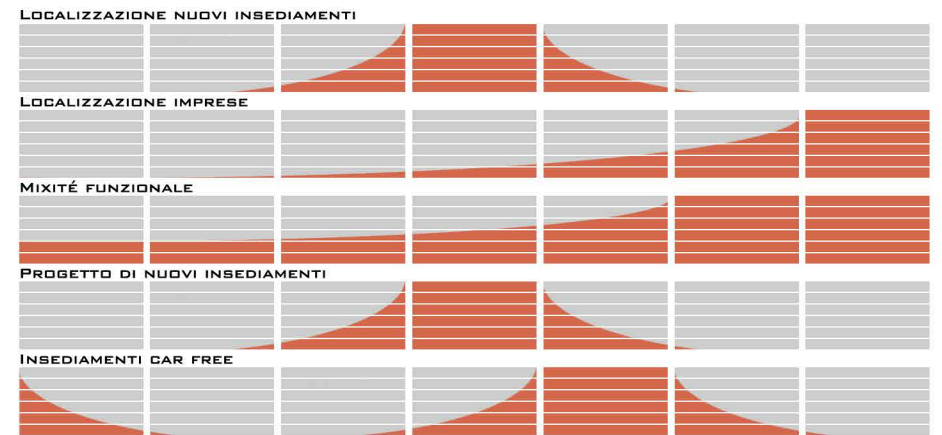 Localizzazione nuovi insediamenti
Localizzazione imprese
Mixité funzionale
Progetto di nuovi insediamenti
Insediamenti car free